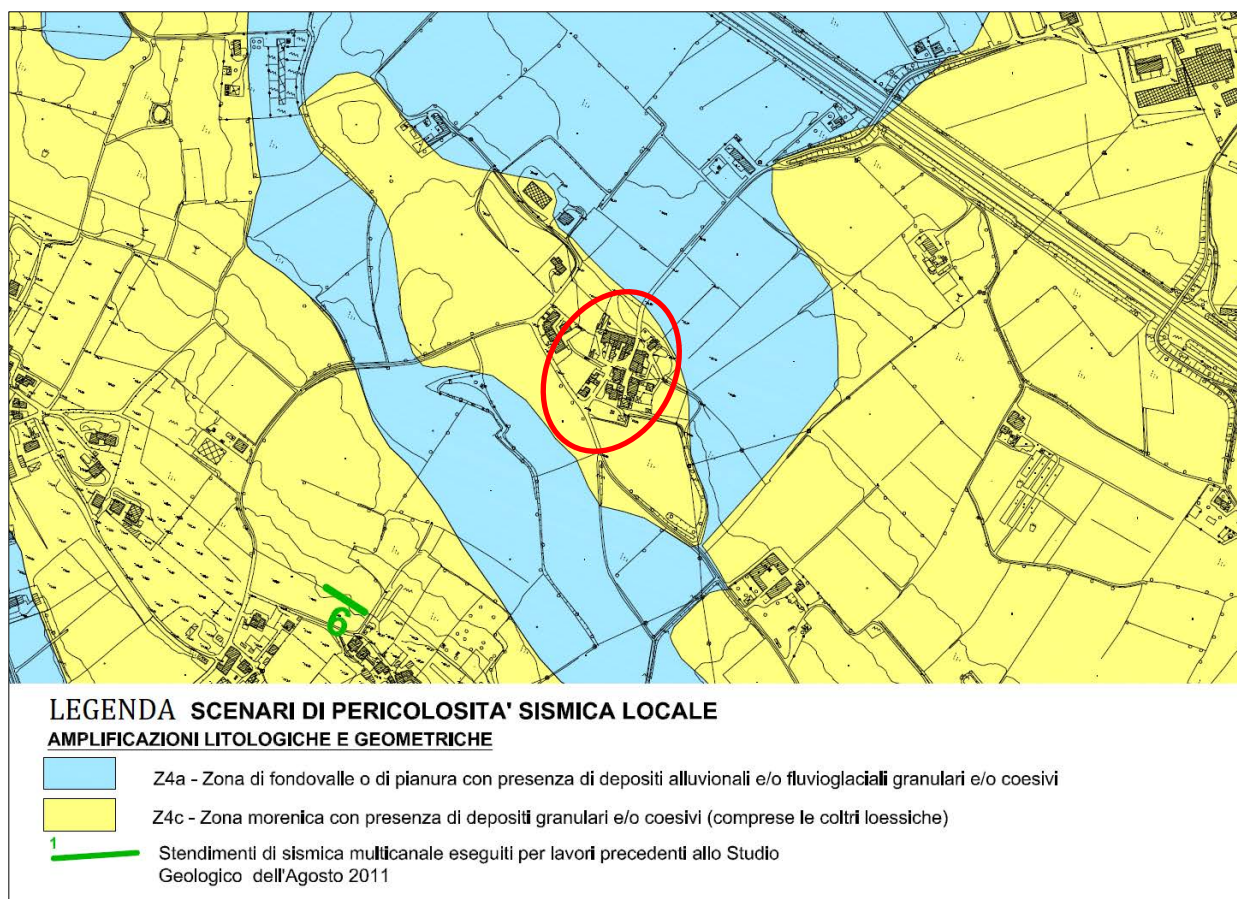 6
LEGENDA SCENARI DI PERICOLOSITA' SISMICA LOCALE
AMPLIFICAZIONI LITOLOGICHE E GEOMETRICHE
Z4a - Zona di fondovalle o di pianura con presenza di depositi alluvionali e/o fluvioglaciali granulari e/o coesivi
Z4c - Zona morenica con presenza di depositi granulari e/o coesivi (comprese le coltri loessiche)
1
Stendimenti di sismica multicanale eseguiti per lavori precedenti allo Studio
Geologico dell'Agosto 2011